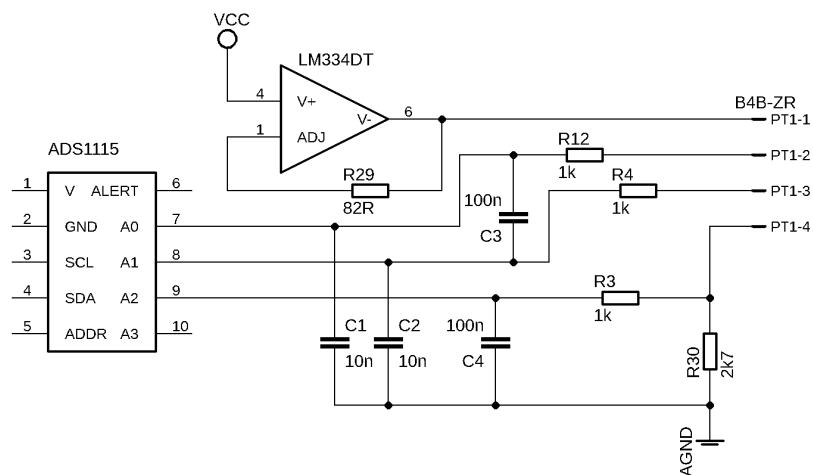 VCC
LM334DT
4 V+
V- 6
1 ADJ
B4B-ZR
PT1-1
R12
1k
PT1-2
R29
82R
R4
1k
PT1-3
100n
C3
PT1-4
ADS1115
1 V ALERT 6
2 GND A0 7
3 SCL A1 8
4 SDA A2 9
5 ADDR A3 10
R3
1k
C1
10n
C2
10n
100n
C4
R30
2k7
AGND